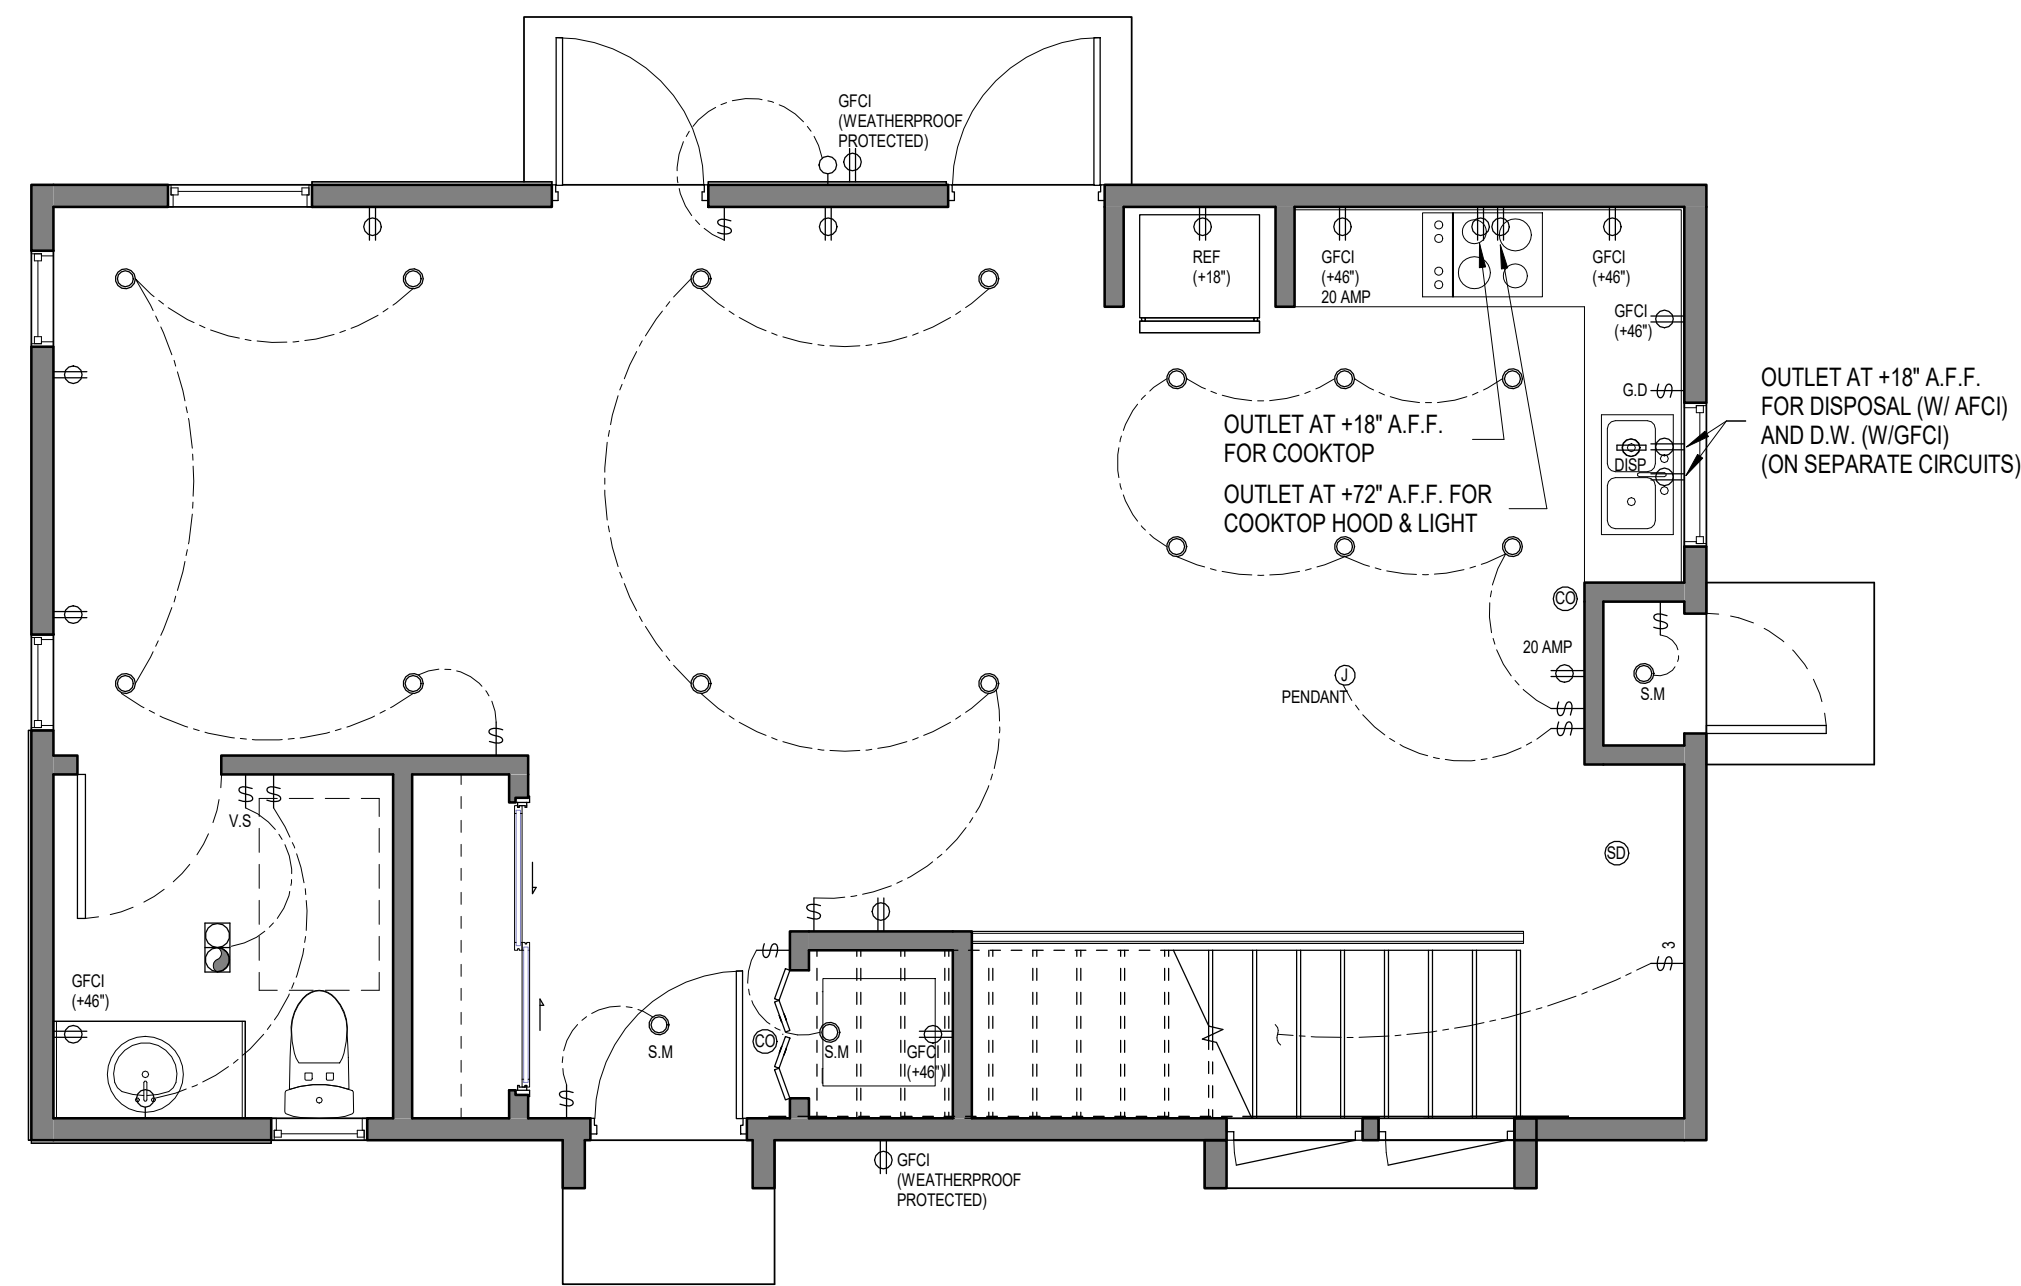 GFCI
(WEATHERPROOF
PROTECTED)
S
REF
(+18")
GFCI
(+46")
20 AMP
GFCI
(+46")
GFCI
(+46")
G.D
S
OUTLET AT +18" A.F.F.
FOR DISPOSAL (W/ AFCI)
AND D.W. (W/GFCI)
(ON SEPARATE CIRCUITS)
OUTLET AT +18" A.F.F.
FOR COOKTOP
DISP
OUTLET AT +72" A.F.F. FOR
COOKTOP HOOD & LIGHT
CO
S
20 AMP
J
PENDANT
S.M
S
S
S
S
S
V.S
SD
S
S
S 3
GFCI
(+46")
CO
S.M
S.M
GFCI
(+46")
S
GFCI
(WEATHERPROOF
PROTECTED)